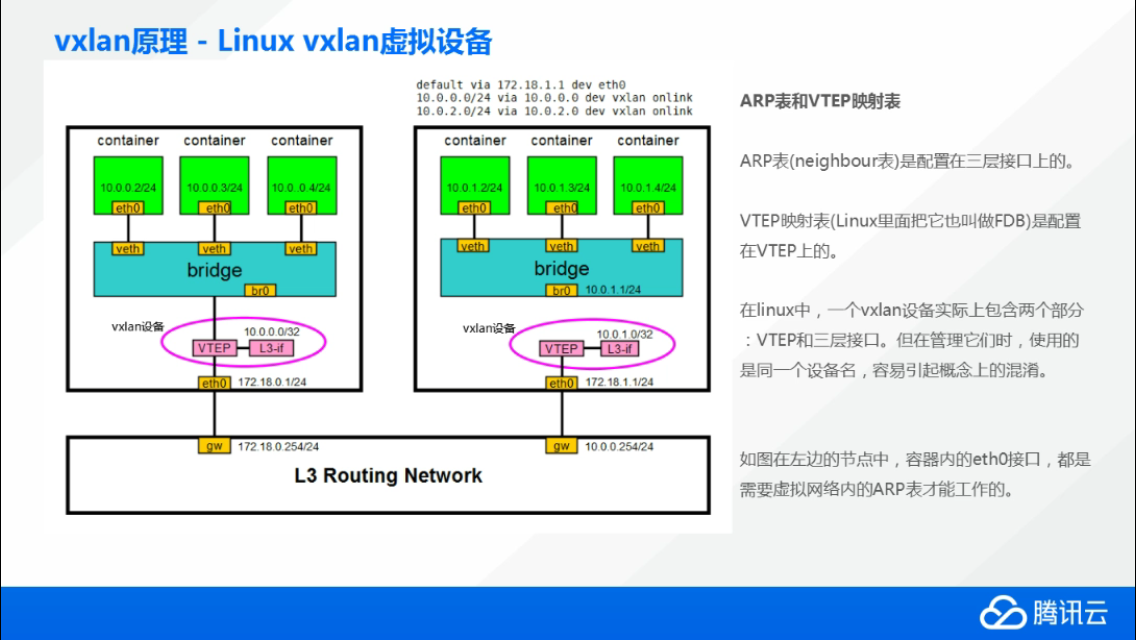 vxlan原理 - Linux vxlan虚拟设备
default via 172.18.1.1 dev eth0
10.0.0.0/24 via 10.0.0.0 dev vxlan onlink
10.0.2.0/24 via 10.0.2.0 dev vxlan onlink
container container container
10.0.0.2/24 10.0.0.3/24 10.0..0.4/24
eth0 eth0 eth0
veth veth veth
bridge
br0
vxlan设备
10.0.0.0/32
VTEP L3-if
eth0 172.18.0.1/24
container container container
10.0.1.2/24 10.0.1.3/24 10.0.1.4/24
eth0 eth0 eth0
veth veth veth
bridge
br0 10.0.1.1/24
vxlan设备
10.0.1.0/32
VTEP L3-if
eth0 172.18.1.1/24
gw 172.18.0.254/24
gw 10.0.0.254/24
L3 Routing Network
ARP表和VTEP映射表
ARP表(neighbour表)是配置在三层接口上的。
VTEP映射表(Linux里面把它也叫做FDB)是配置
在VTEP上的。
在linux中，一个vxlan设备实际上包含两个部分
：VTEP和三层接口。但在管理它们时，使用的
是同一个设备名，容易引起概念上的混淆。
如图在左边的节点中，容器内的eth0接口，都是
需要虚拟网络内的ARP表才能工作的。
腾讯云